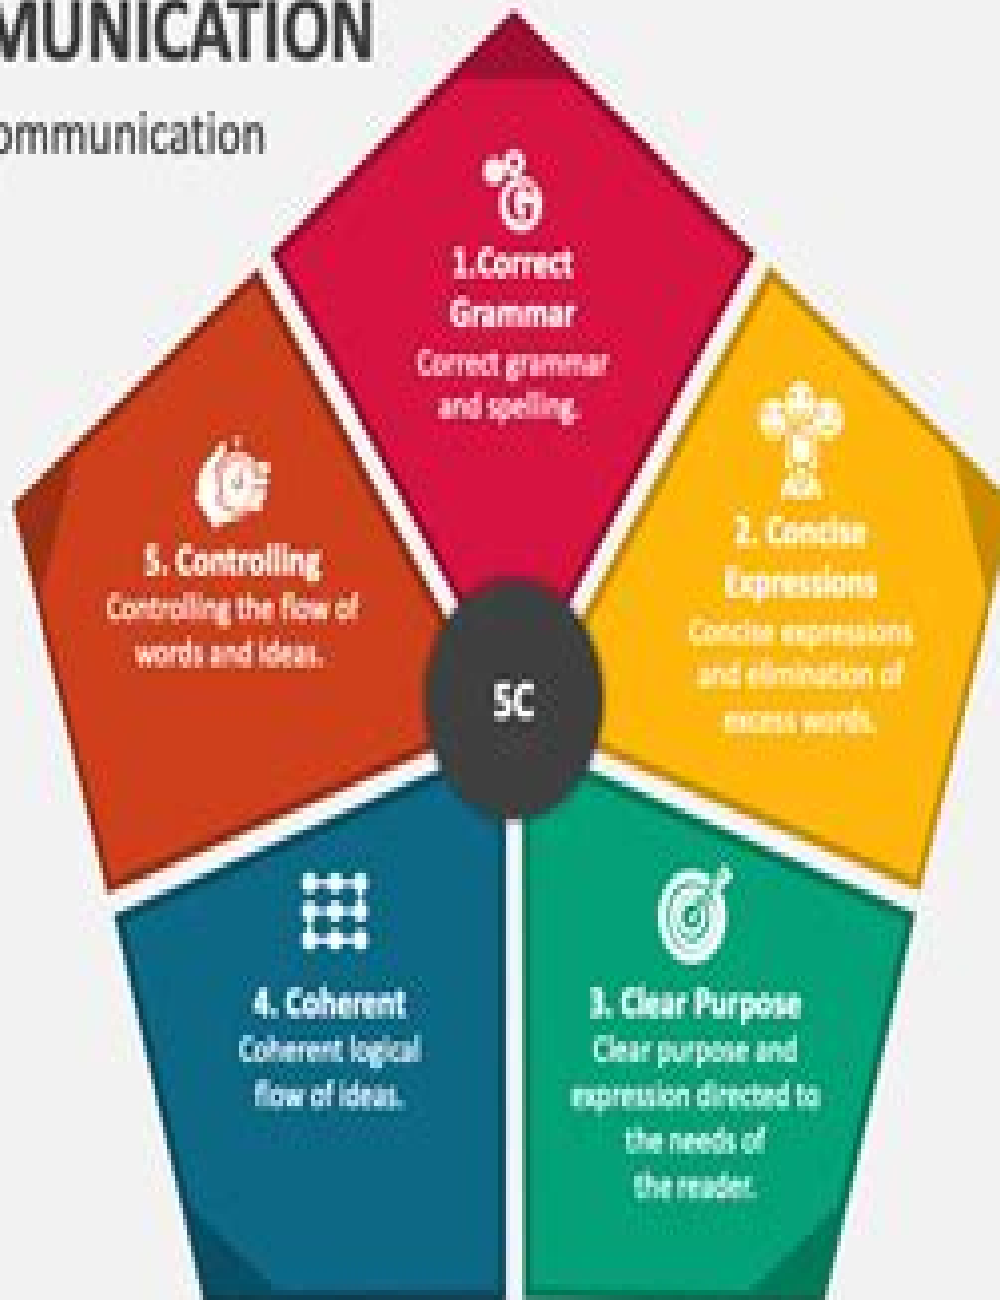 MUNICATION
ommunication
1.Correct
Grammar
Correct grammar
and spelling.
2. Concise
Expressions
Concise expressions
and elimination of
excess words.
3. Clear Purpose
Clear purpose and
expression directed to
the needs of
the reader.
4. Coherent
Coherent logical
flow of ideas.
5. Controlling
Controlling the flow of
words and ideas.
5C